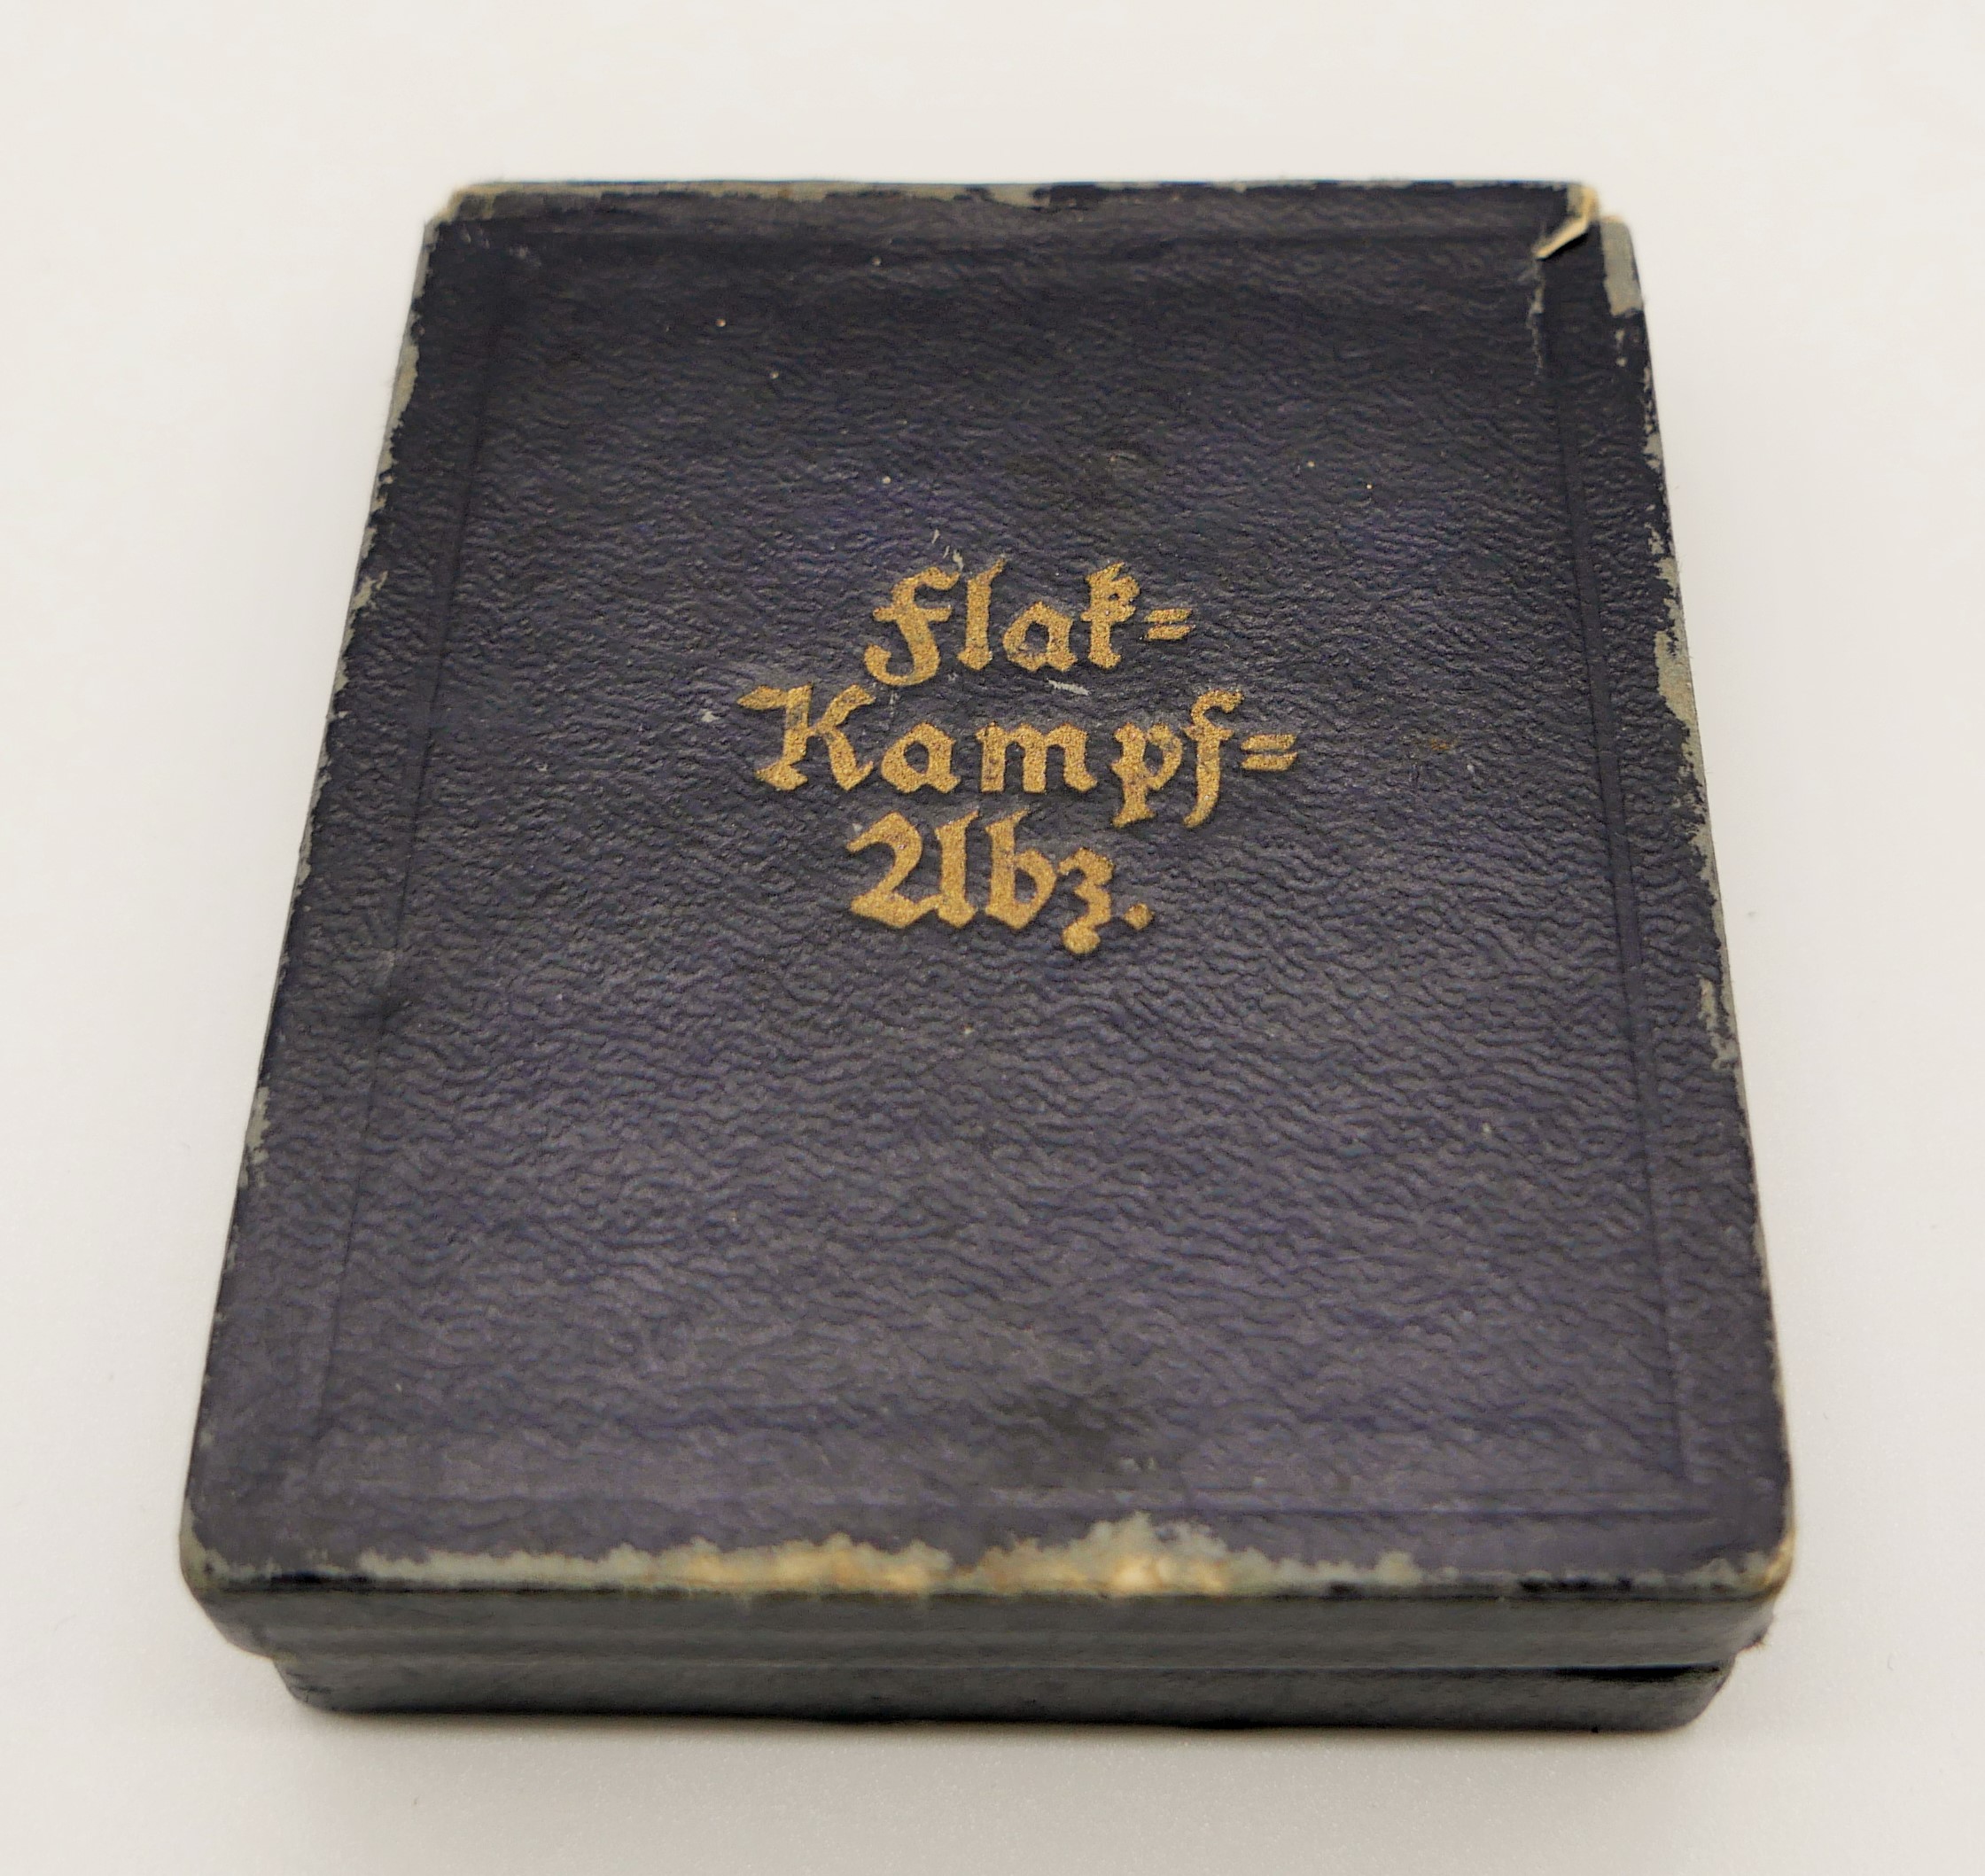 Flak=
Kampf=
Abz.